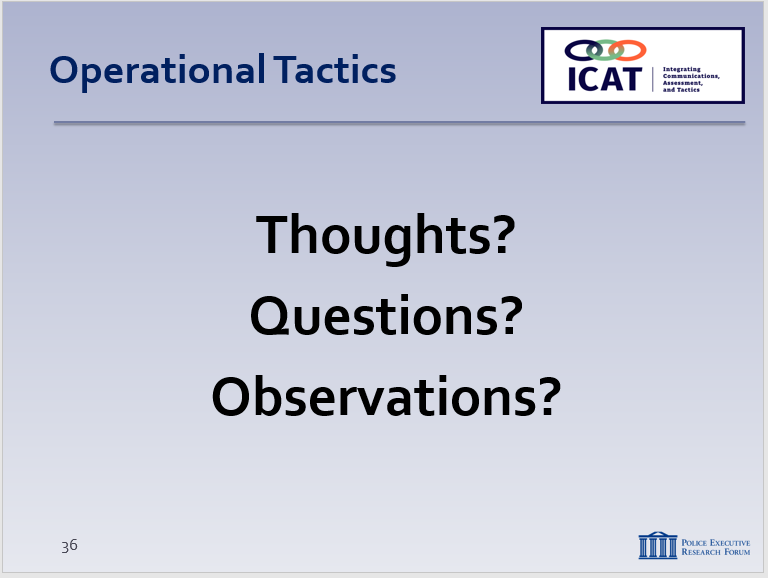 Operational Tactics
ICAT
Integrating
Communications,
Assessment,
and Tactics
Thoughts?
Questions?
Observations?
36
POLICE EXECUTIVE
RESEARCH FORUM